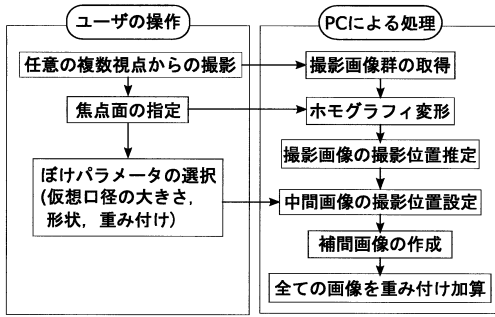 ユーザの操作
任意の複数視点からの撮影
焦点面の指定
ぼけパラメータの選択
(仮想口径の大きさ,
形状, 重み付け)
PCによる処理
撮影画像群の取得
ホモグラフィ変形
撮影画像の撮影位置推定
中間画像の撮影位置設定
補間画像の作成
全ての画像を重み付け加算